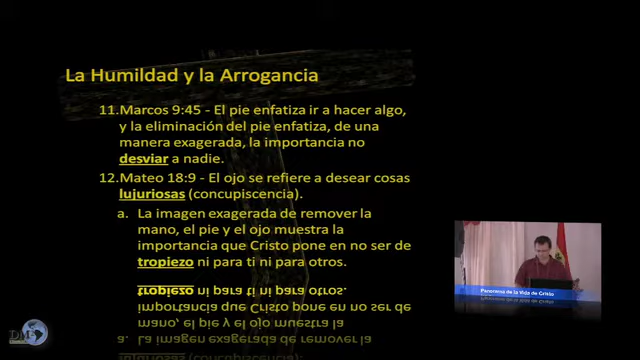 La Humildad y la Arrogancia
11.Marcos 9:45 - El pie enfatiza ir a hacer algo,
y la eliminación del pie enfatiza, de una
manera exagerada, la importancia no
desviar a nadie.
12.Mateo 18:9 - El ojo se refiere a desear cosas
lujuriosas (concupiscencia).
a. La imagen exagerada de remover la
mano, el pie y el ojo muestra la
importancia que Cristo pone en no ser de
tropiezo ni para ti ni para otros.
Panorama de la Vida de Cristo
DM